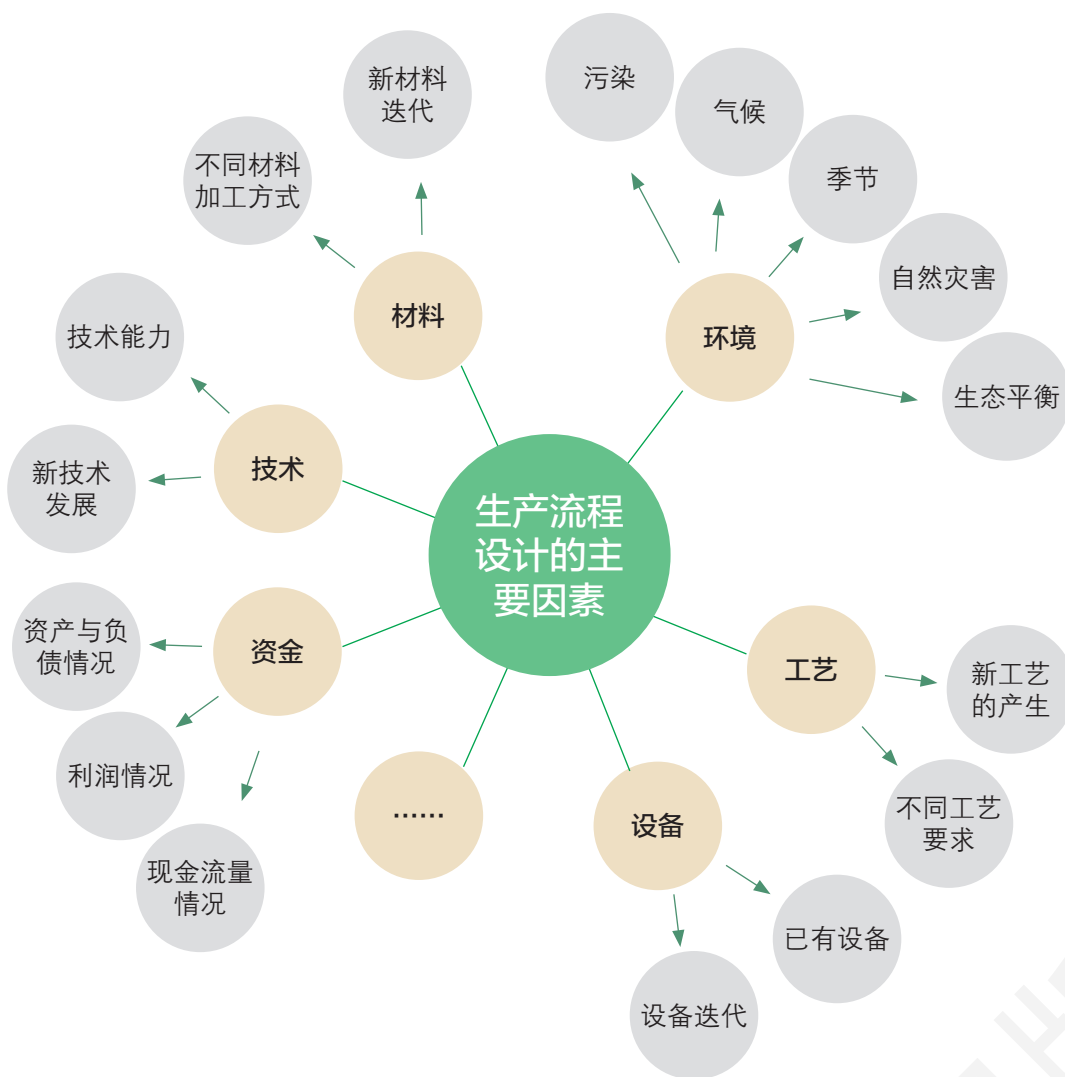 生产流程
设计的主
要因素
材料
不同材料
加工方式
新材料
迭代
环境
污染
气候
季节
自然灾害
生态平衡
技术
技术能力
新技术
发展
资金
资产与负
债情况
利润情况
现金流量
情况
……
设备
设备迭代
已有设备
工艺
新工艺
的产生
不同工艺
要求